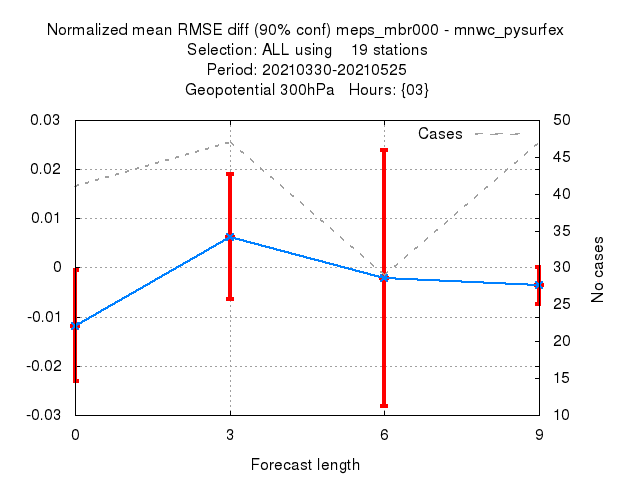 Normalized mean RMSE diff (90% conf) meps_mbr000 - mnwc_pysurfex
Selection: ALL using    19 stations
Period: 20210330-20210525
Geopotential 300hPa   Hours: {03}
Cases
0.03
0.02
0.01
0
-0.01
-0.02
-0.03
50
45
40
35
30
25
20
15
10
No cases
0 3 6 9
Forecast length